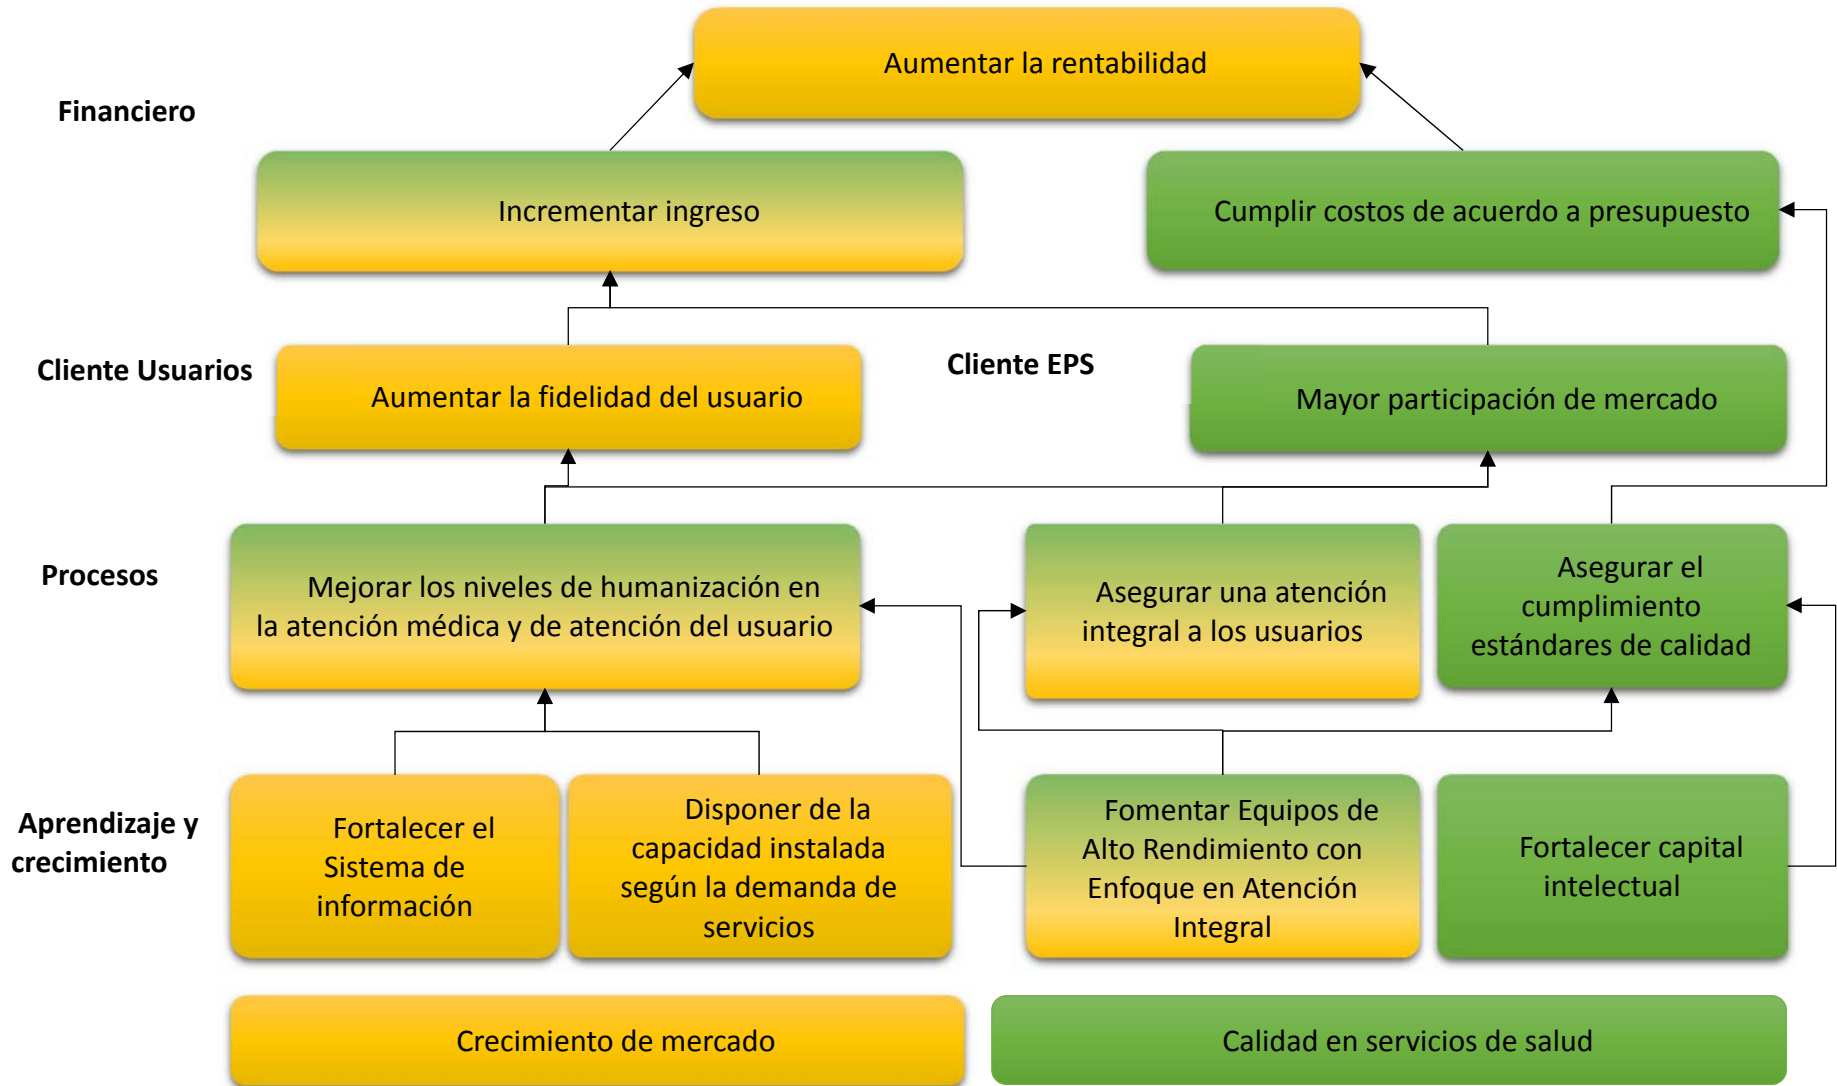 Aumentar la rentabilidad
Financiero
Incrementar ingreso
Cumplir costos de acuerdo a presupuesto
Cliente Usuarios
Aumentar la fidelidad del usuario
Cliente EPS
Mayor participación de mercado
Procesos
Mejorar los niveles de humanización en
la atención médica y de atención del usuario
Asegurar una atención
integral a los usuarios
Asegurar el
cumplimiento
estándares de calidad
Aprendizaje y
crecimiento
Fortalecer el
Sistema de
información
Disponer de la
capacidad instalada
según la demanda de
servicios
Fomentar Equipos de
Alto Rendimiento con
Enfoque en Atención
Integral
Fortalecer capital
intelectual
Crecimiento de mercado
Calidad en servicios de salud